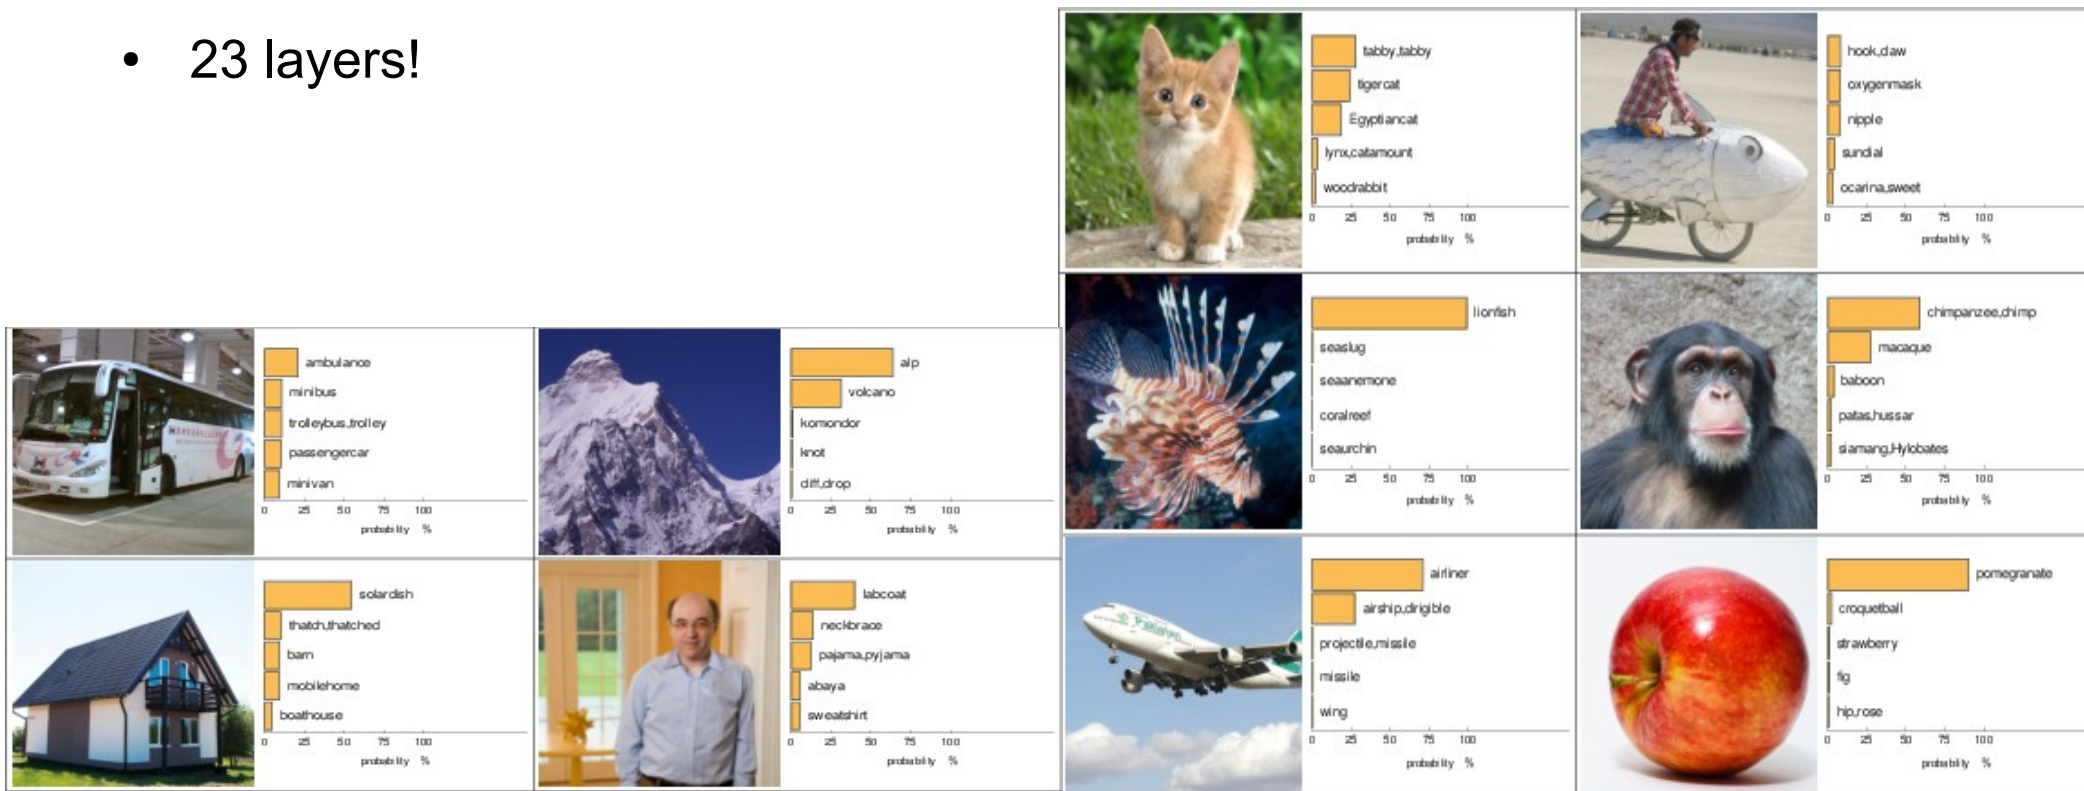 • 23 layers!
tabby,tabby
tigercat
Egyptiancat
lynx,catamount
woodrabbit
0 25 50 75 100
probability %
hook,claw
oxygenmask
nipple
sundial
ocarina,sweet
0 25 50 75 100
probability %
lionfish
seaslug
seaanemone
coralreef
seaurchin
0 25 50 75 100
probability %
chimpanzee,chimp
macaque
baboon
patas,hussar
siamang,Hylobates
0 25 50 75 100
probability %
ambulance
minibus
trolleybus,trolley
passengercar
minivan
0 25 50 75 100
probability %
alp
volcano
komondor
knot
cliff,drop
0 25 50 75 100
probability %
solardish
thatch,thatched
barn
mobilehome
boathouse
0 25 50 75 100
probability %
labcoat
neckbrace
pajama,pyjama
abaya
sweatshirt
0 25 50 75 100
probability %
airliner
airship,dirigible
projectile,missile
missile
wing
0 25 50 75 100
probability %
pomegranate
croquetball
strawberry
fig
hip,rose
0 25 50 75 100
probability %